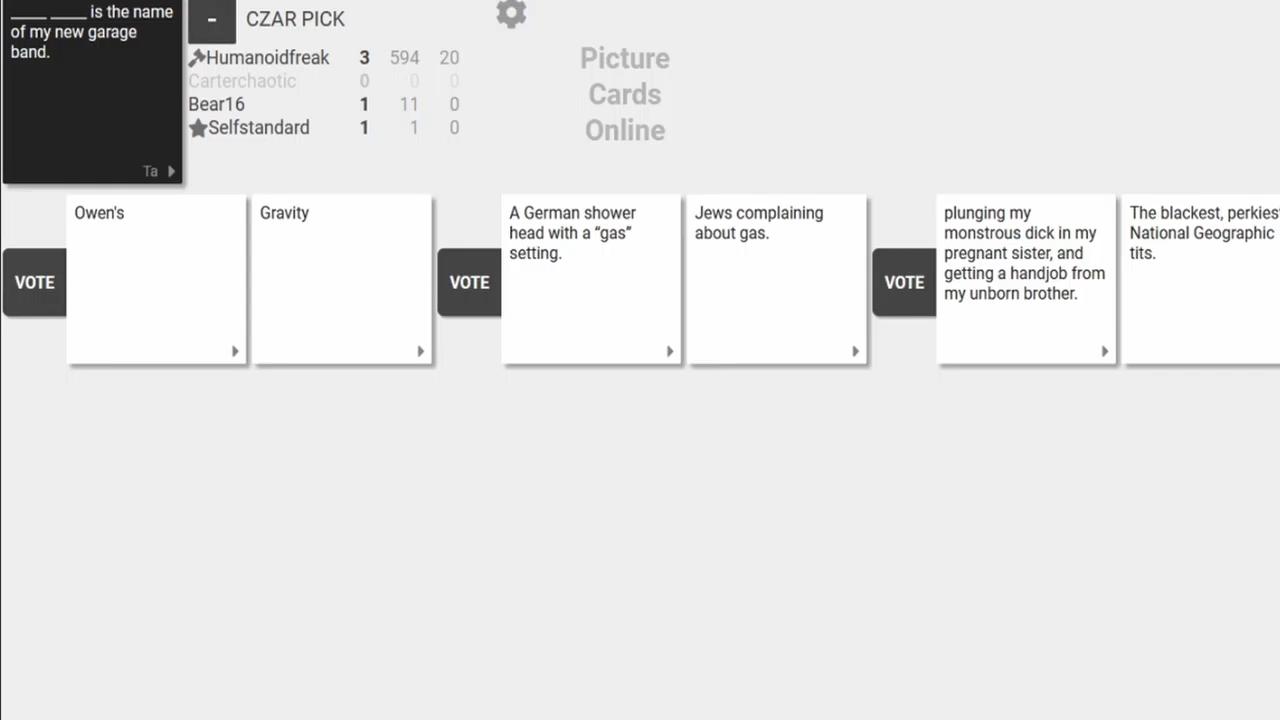 _____ _____ is the name
of my new garage
band.
Ta
-
CZAR PICK
Humanoidfreak 3 594 20
Carterchaotic 0 0 0
Bear16 1 11 0
Selfstandard 1 1 0
Picture
Cards
Online
VOTE
Owen's
Gravity
VOTE
A German shower
head with a “gas”
setting.
Jews complaining
about gas.
VOTE
plunging my
monstrous dick in my
pregnant sister, and
getting a handjob from
my unborn brother.
The blackest, perkiest
National Geographic
tits.